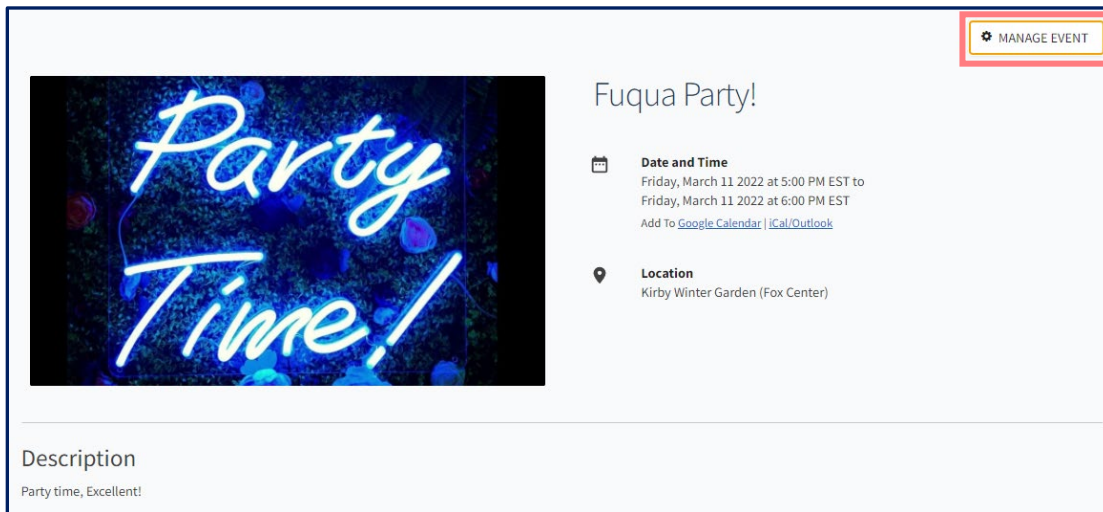 MANAGE EVENT
Party
Time!
Fuqua Party!
Date and Time
Friday, March 11 2022 at 5:00 PM EST to
Friday, March 11 2022 at 6:00 PM EST
Add To Google Calendar | iCal/Outlook
Location
Kirby Winter Garden (Fox Center)
Description
Party time, Excellent!